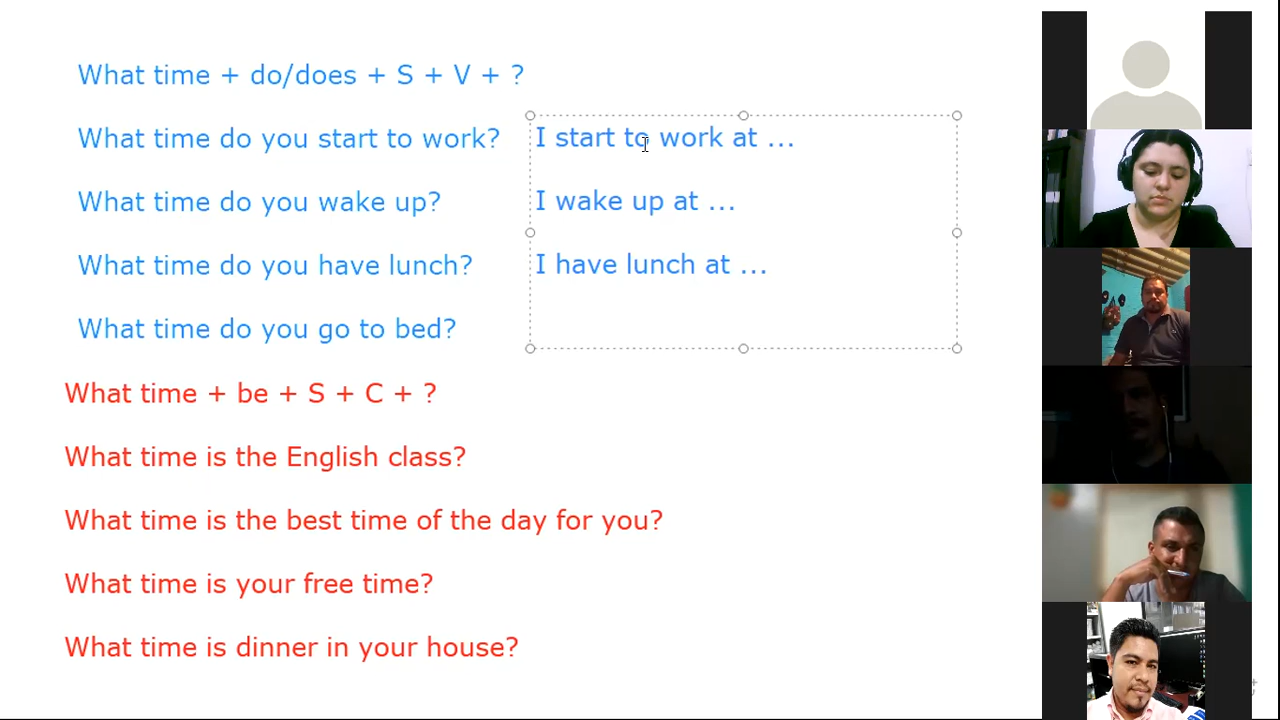 What time + do/does + S + V + ?
What time do you start to work? I start to work at ...
What time do you wake up? I wake up at ...
What time do you have lunch? I have lunch at ...
What time do you go to bed?
What time + be + S + C + ?
What time is the English class?
What time is the best time of the day for you?
What time is your free time?
What time is dinner in your house?